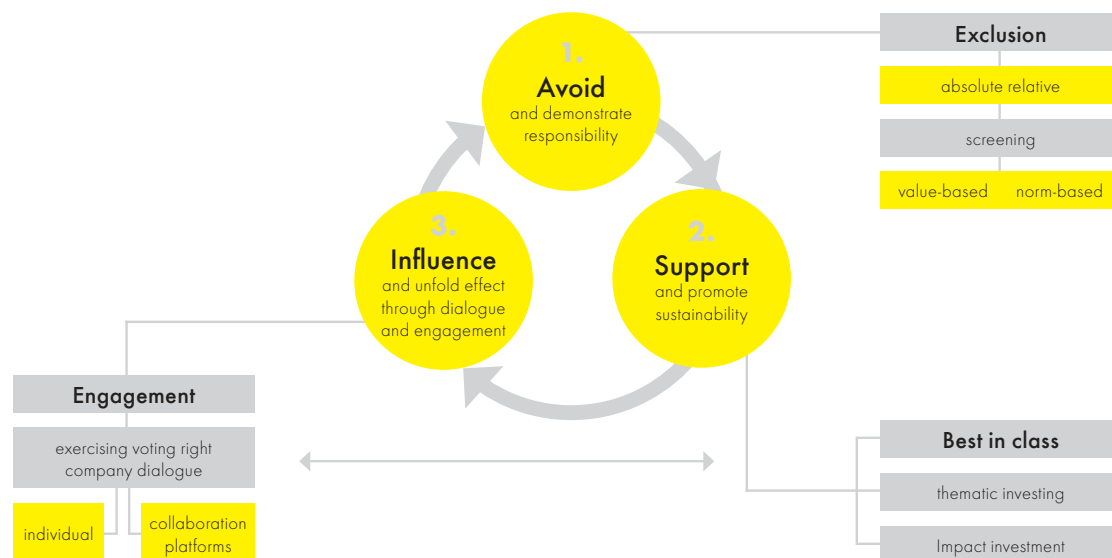 1.
Avoid
and demonstrate
responsibility
2.
Support
and promote
sustainability
3.
Influence
and unfold effect
through dialogue
and engagement
Exclusion
absolute relative
screening
value-based norm-based
Engagement
exercising voting right
company dialogue
individual
collaboration
platforms
Best in class
thematic investing
Impact investment